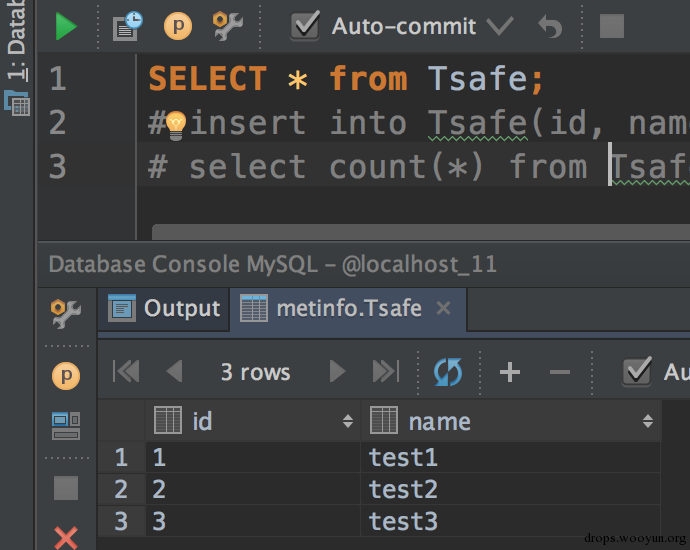 1: Databa
Auto-commit
1 SELECT * from Tsafe;
2 # insert into Tsafe(id, nam
3 # select count(*) from Tsaf
Database Console MySQL - @localhost_11
Output metinfo.Tsafe
3 rows Au
id name
1 1 test1
2 2 test2
3 3 test3
drops.wooyun.org